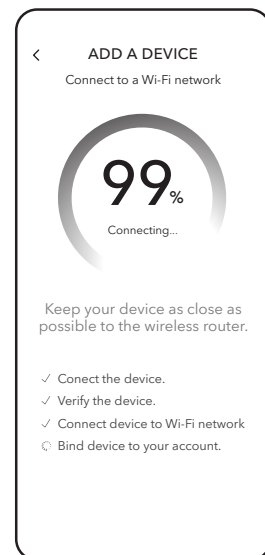 ADD A DEVICE
Connect to a Wi-Fi network
99%
Connecting...
Keep your device as close as
possible to the wireless router.
Conect the device.
Verify the device.
Connect device to Wi-Fi network
Bind device to your account.